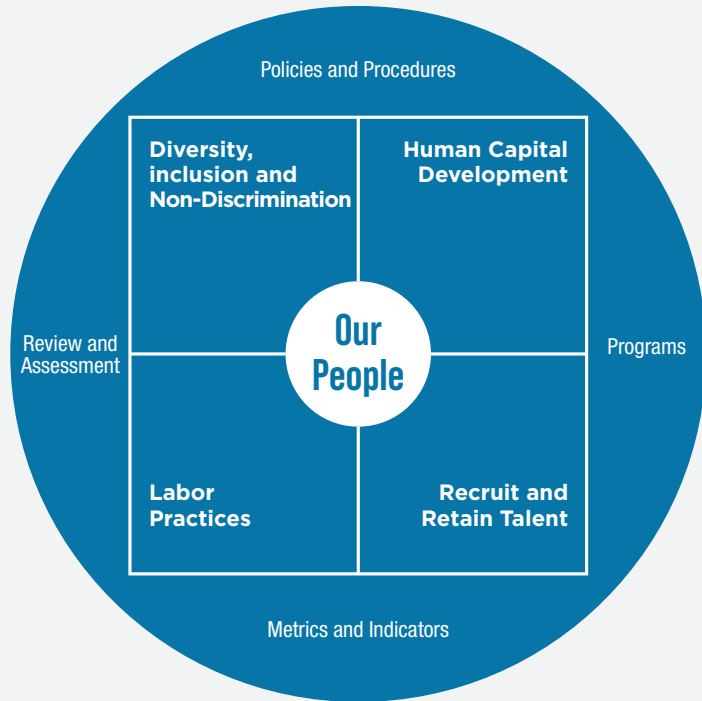 Policies and Procedures
Diversity,
inclusion and
Non-Discrimination
Human Capital
Development
Review and
Assessment
Our
People
Programs
Labor
Practices
Recruit and
Retain Talent
Metrics and Indicators